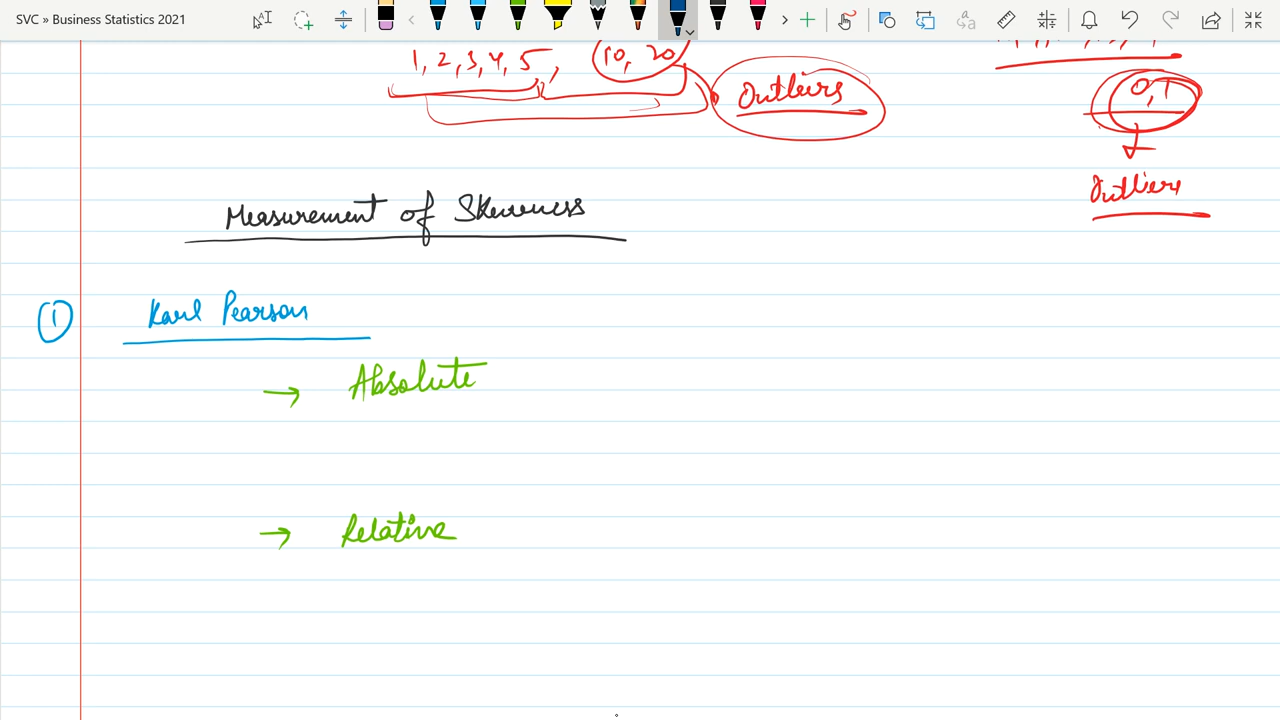 SVC » Business Statistics 2021
1, 2, 3, 4, 5, 10, 20
Outliers
0, 1
Outliers
Measurement of Skewness
① Karl Pearson
→ Absolute
→ Relative